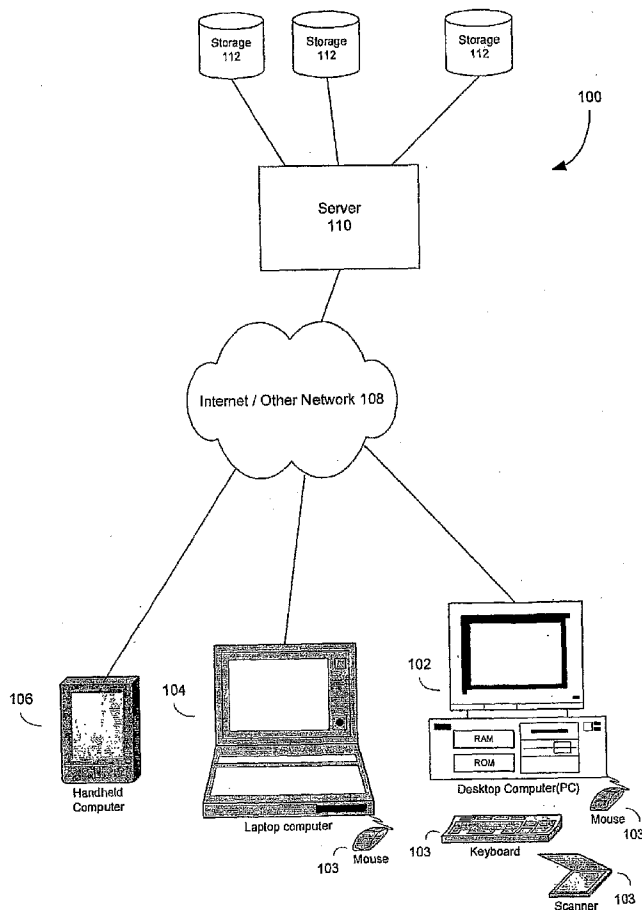 Storage
112
Storage
112
Storage
112
100
Server
110
Internet / Other Network 108
106
104
102
RAM
ROM
Handheld
Computer
Laptop computer
Desktop Computer(PC)
103
Mouse
103
Keyboard
Mouse
103
103
Scanner